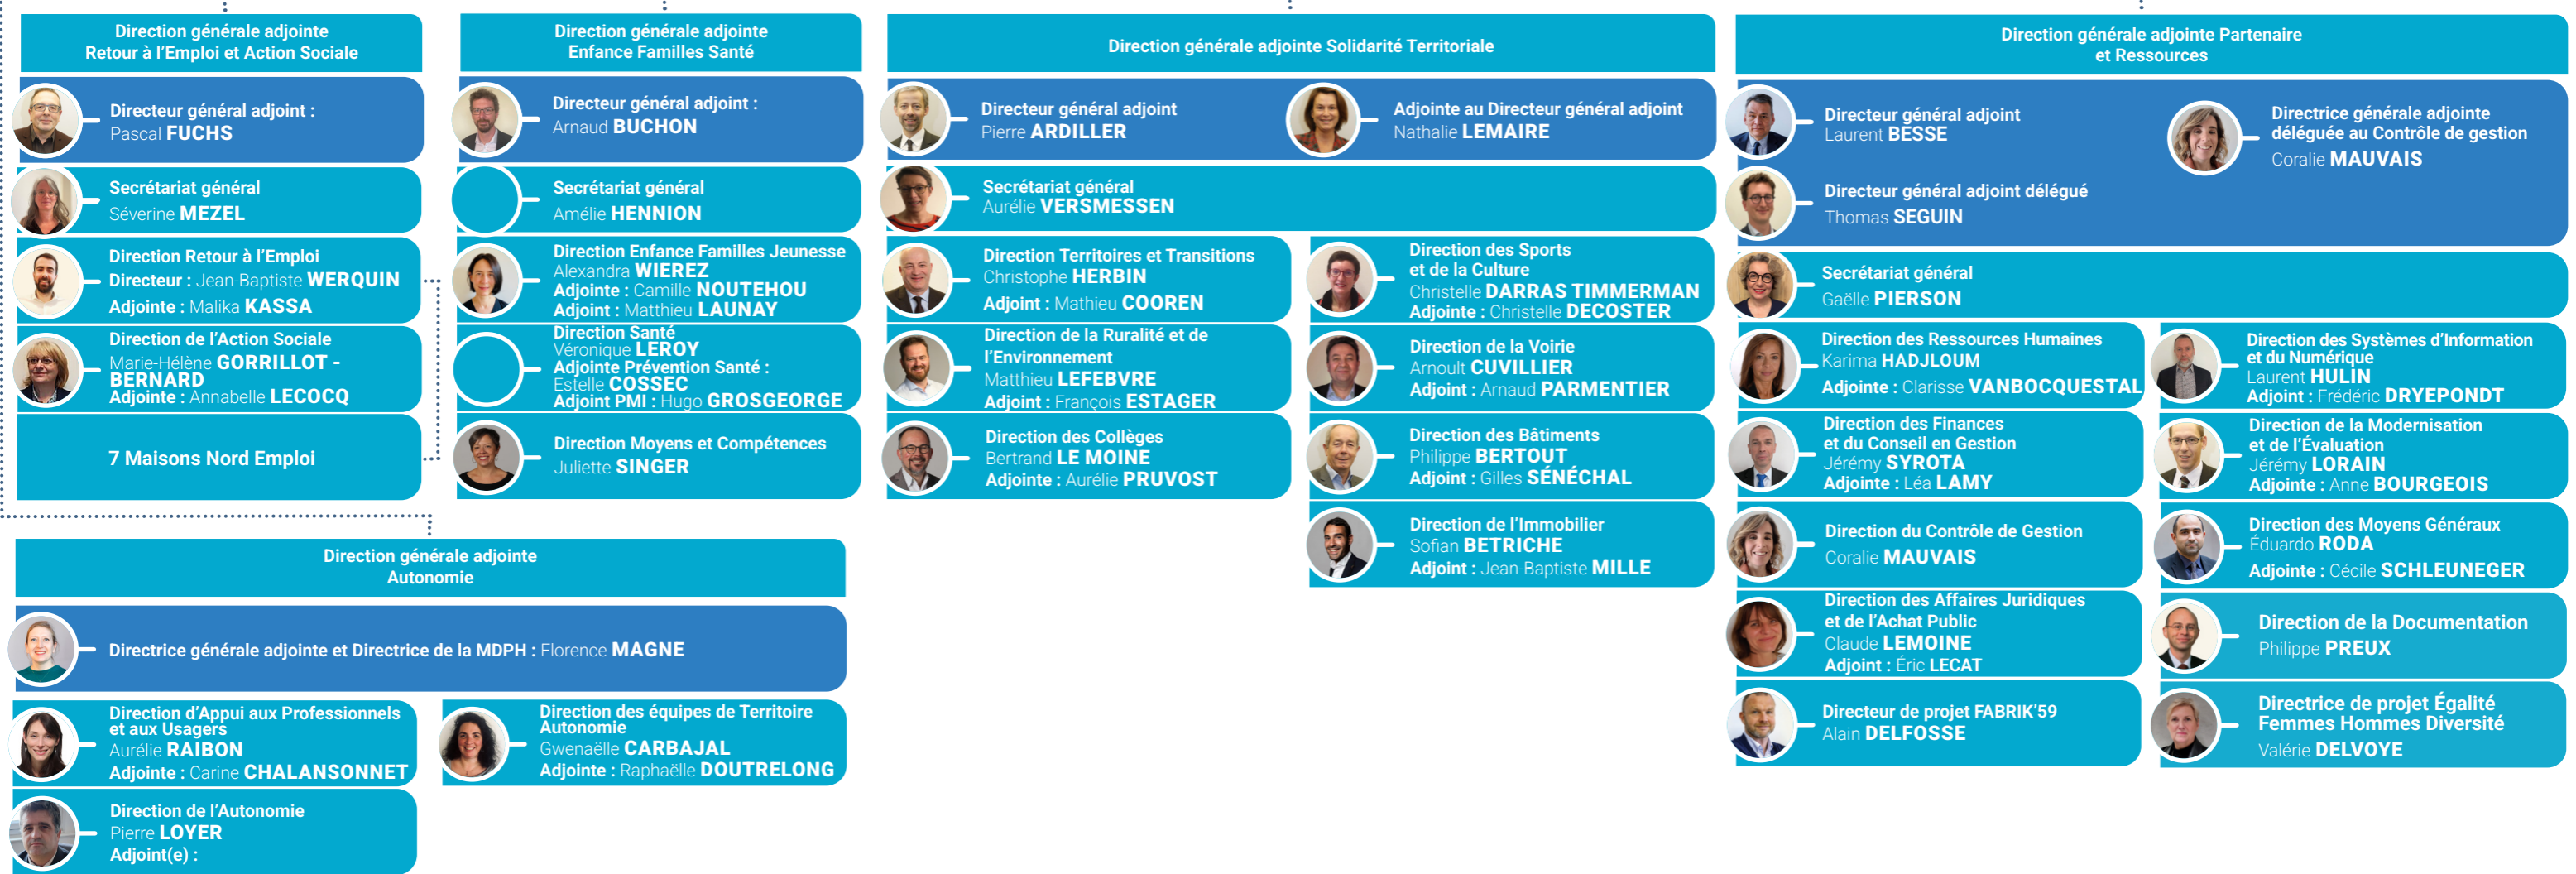 Direction générale adjointe
Retour à l'Emploi et Action Sociale
Directeur général adjoint :
Pascal FUCHS
Secrétariat général
Séverine MEZEL
Direction Retour à l'Emploi
Directeur : Jean-Baptiste WERQUIN
Adjointe : Malika KASSA
Direction de l'Action Sociale
Marie-Hélène GORRILLOT -
BERNARD
Adjointe : Annabelle LECOCQ
7 Maisons Nord Emploi
Direction générale adjointe
Enfance Familles Santé
Directeur général adjoint :
Arnaud BUCHON
Secrétariat général
Amélie HENNION
Direction Enfance Familles Jeunesse
Alexandra WIEREZ
Adjointe : Camille NOUTEHOU
Adjoint : Matthieu LAUNAY
Direction Santé
Véronique LEROY
Adjointe Prévention Santé :
Estelle COSSEC
Adjoint PMI : Hugo GROSGEORGE
Direction Moyens et Compétences
Juliette SINGER
Direction générale adjointe Solidarité Territoriale
Directeur général adjoint
Pierre ARDILLER
Adjointe au Directeur général adjoint
Nathalie LEMAIRE
Secrétariat général
Aurélie VERSMESSEN
Direction Territoires et Transitions
Christophe HERBIN
Adjoint : Mathieu COOREN
Direction de la Ruralité et de
l'Environnement
Matthieu LEFEBVRE
Adjoint : François ESTAGER
Direction des Collèges
Bertrand LE MOINE
Adjointe : Aurélie PRUVOST
Direction des Sports
et de la Culture
Christelle DARRAS TIMMERMAN
Adjointe : Christelle DECOSTER
Direction de la Voirie
Arnoult CUVILLIER
Adjoint : Arnaud PARMENTIER
Direction des Bâtiments
Philippe BERTOUT
Adjoint : Gilles SÉNÉCHAL
Direction de l'Immobilier
Sofian BETRICHE
Adjoint : Jean-Baptiste MILLE
Direction générale adjointe Partenaire
et Ressources
Directeur général adjoint
Laurent BESSE
Directrice générale adjointe
déléguée au Contrôle de gestion
Coralie MAUVAIS
Directeur général adjoint délégué
Thomas SEGUIN
Secrétariat général
Gaëlle PIERSON
Direction des Ressources Humaines
Karima HADJLOUM
Adjointe : Clarisse VANBOCQUESTAL
Direction des Finances
et du Conseil en Gestion
Jérémy SYROTA
Adjointe : Léa LAMY
Direction du Contrôle de Gestion
Coralie MAUVAIS
Direction des Affaires Juridiques
et de l'Achat Public
Claude LEMOINE
Adjoint : Éric LECAT
Directeur de projet FABRIK'59
Alain DELFOSSE
Direction des Systèmes d'Information
et du Numérique
Laurent HULIN
Adjoint : Frédéric DRYEPONDT
Direction de la Modernisation
et de l'Évaluation
Jérémy LORAIN
Adjointe : Anne BOURGEOIS
Direction des Moyens Généraux
Éduardo RODA
Adjointe : Cécile SCHLEUNEGER
Direction de la Documentation
Philippe PREUX
Directrice de projet Égalité
Femmes Hommes Diversité
Valérie DELVOYE
Direction générale adjointe
Autonomie
Directrice générale adjointe et Directrice de la MDPH : Florence MAGNE
Direction d'Appui aux Professionnels
et aux Usagers
Aurélie RAIBON
Adjointe : Carine CHALANSONNET
Direction des équipes de Territoire
Autonomie
Gwenaëlle CARBAJAL
Adjointe : Raphaëlle DOUTRELONG
Direction de l'Autonomie
Pierre LOYER
Adjoint(e) :